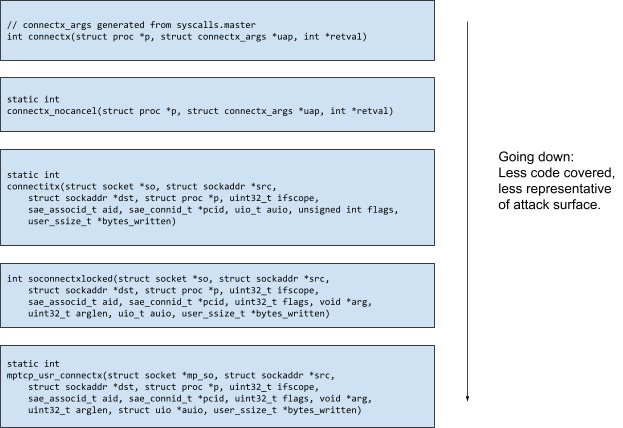 // connectx_args generated from syscalls.master
int connectx(struct proc *p, struct connectx_args *uap, int *retval)
static int
connectx_nocancel(struct proc *p, struct connectx_args *uap, int *retval)
static int
connectitx(struct socket *so, struct sockaddr *src,
    struct sockaddr *dst, struct proc *p, uint32_t ifscope,
    sae_associd_t aid, sae_connid_t *pcid, uio_t auio, unsigned int flags,
    user_ssize_t *bytes_written)
int soconnectxlocked(struct socket *so, struct sockaddr *src,
    struct sockaddr *dst, struct proc *p, uint32_t ifscope,
    sae_associd_t aid, sae_connid_t *pcid, uint32_t flags, void *arg,
    uint32_t arglen, uio_t auio, user_ssize_t *bytes_written)
static int
mptcp_usr_connectx(struct socket *mp_so, struct sockaddr *src,
    struct sockaddr *dst, struct proc *p, uint32_t ifscope,
    sae_associd_t aid, sae_connid_t *pcid, uint32_t flags, void *arg,
    uint32_t arglen, struct uio *auio, user_ssize_t *bytes_written)
Going down:
Less code covered,
less representative
of attack surface.